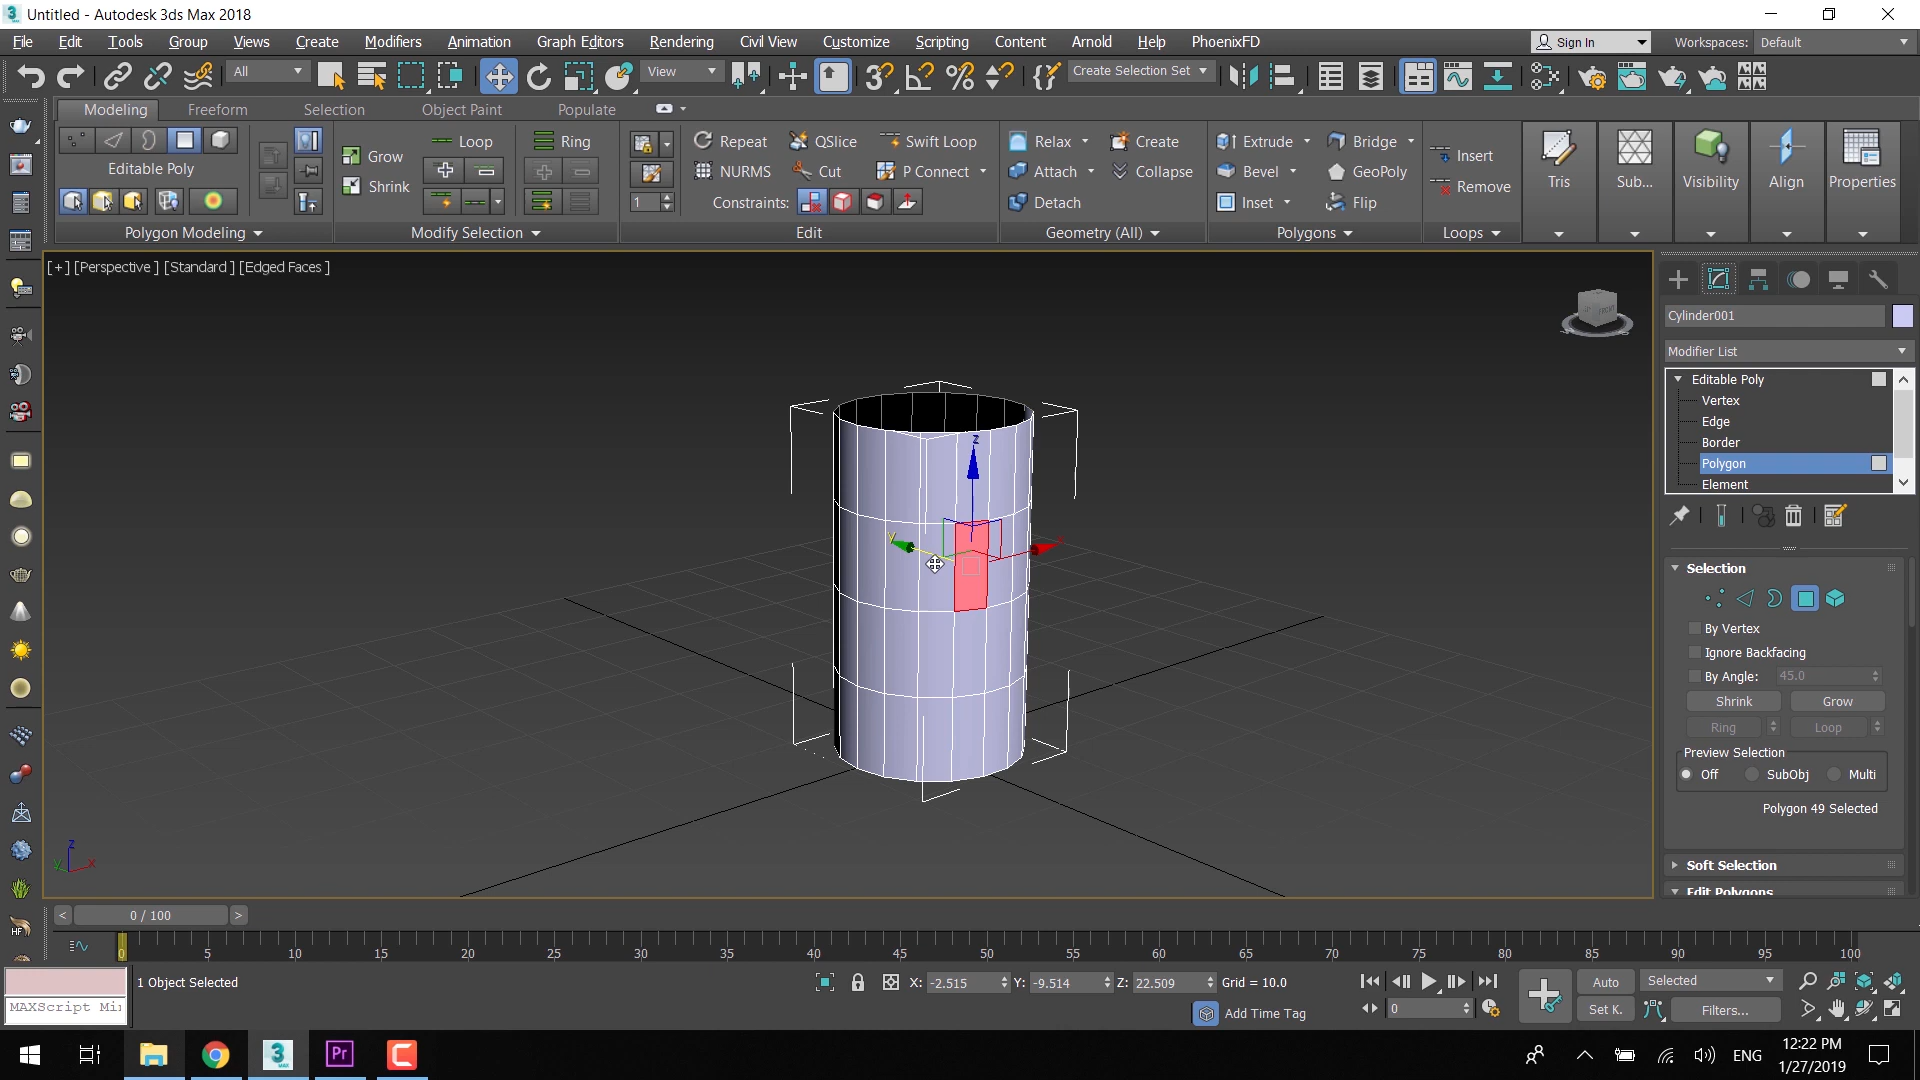 Untitled - Autodesk 3ds Max 2018
File Edit Tools Group Views Create Modifiers Animation Graph Editors Rendering Civil View Customize Scripting Content Arnold Help PhoenixFD
Sign In Workspaces: Default
All View Create Selection Set
Modeling Freeform Selection Object Paint Populate
Editable Poly
Polygon Modeling
Grow
Shrink
Loop
Ring
Modify Selection
1
Repeat QSlice Swift Loop
NURMS Cut P Connect
Constraints:
Edit
Relax Create
Attach Collapse
Detach
Geometry (All)
Extrude Bridge
Bevel GeoPoly
Inset Flip
Polygons
Insert
Remove
Loops
Tris
Sub...
Visibility
Align
Properties
[+] [Perspective ] [Standard ] [Edged Faces ]
z
y
x
z
y
x
Cylinder001
Modifier List
Editable Poly
Vertex
Edge
Border
Polygon
Element
Selection
By Vertex
Ignore Backfacing
By Angle: 45.0
Shrink Grow
Ring Loop
Preview Selection
Off SubObj Multi
Polygon 49 Selected
Soft Selection
Edit Polygons
< 0 / 100 >
0 5 10 15 20 25 30 35 40 45 50 55 60 65 70 75 80 85 90 95 100
1 Object Selected X: -2.515 Y: -9.514 Z: 22.509 Grid = 10.0
MAXScript Mi
Add Time Tag
0
Auto Selected
Set K. Filters...
HF
Pr
ENG
12:22 PM
1/27/2019